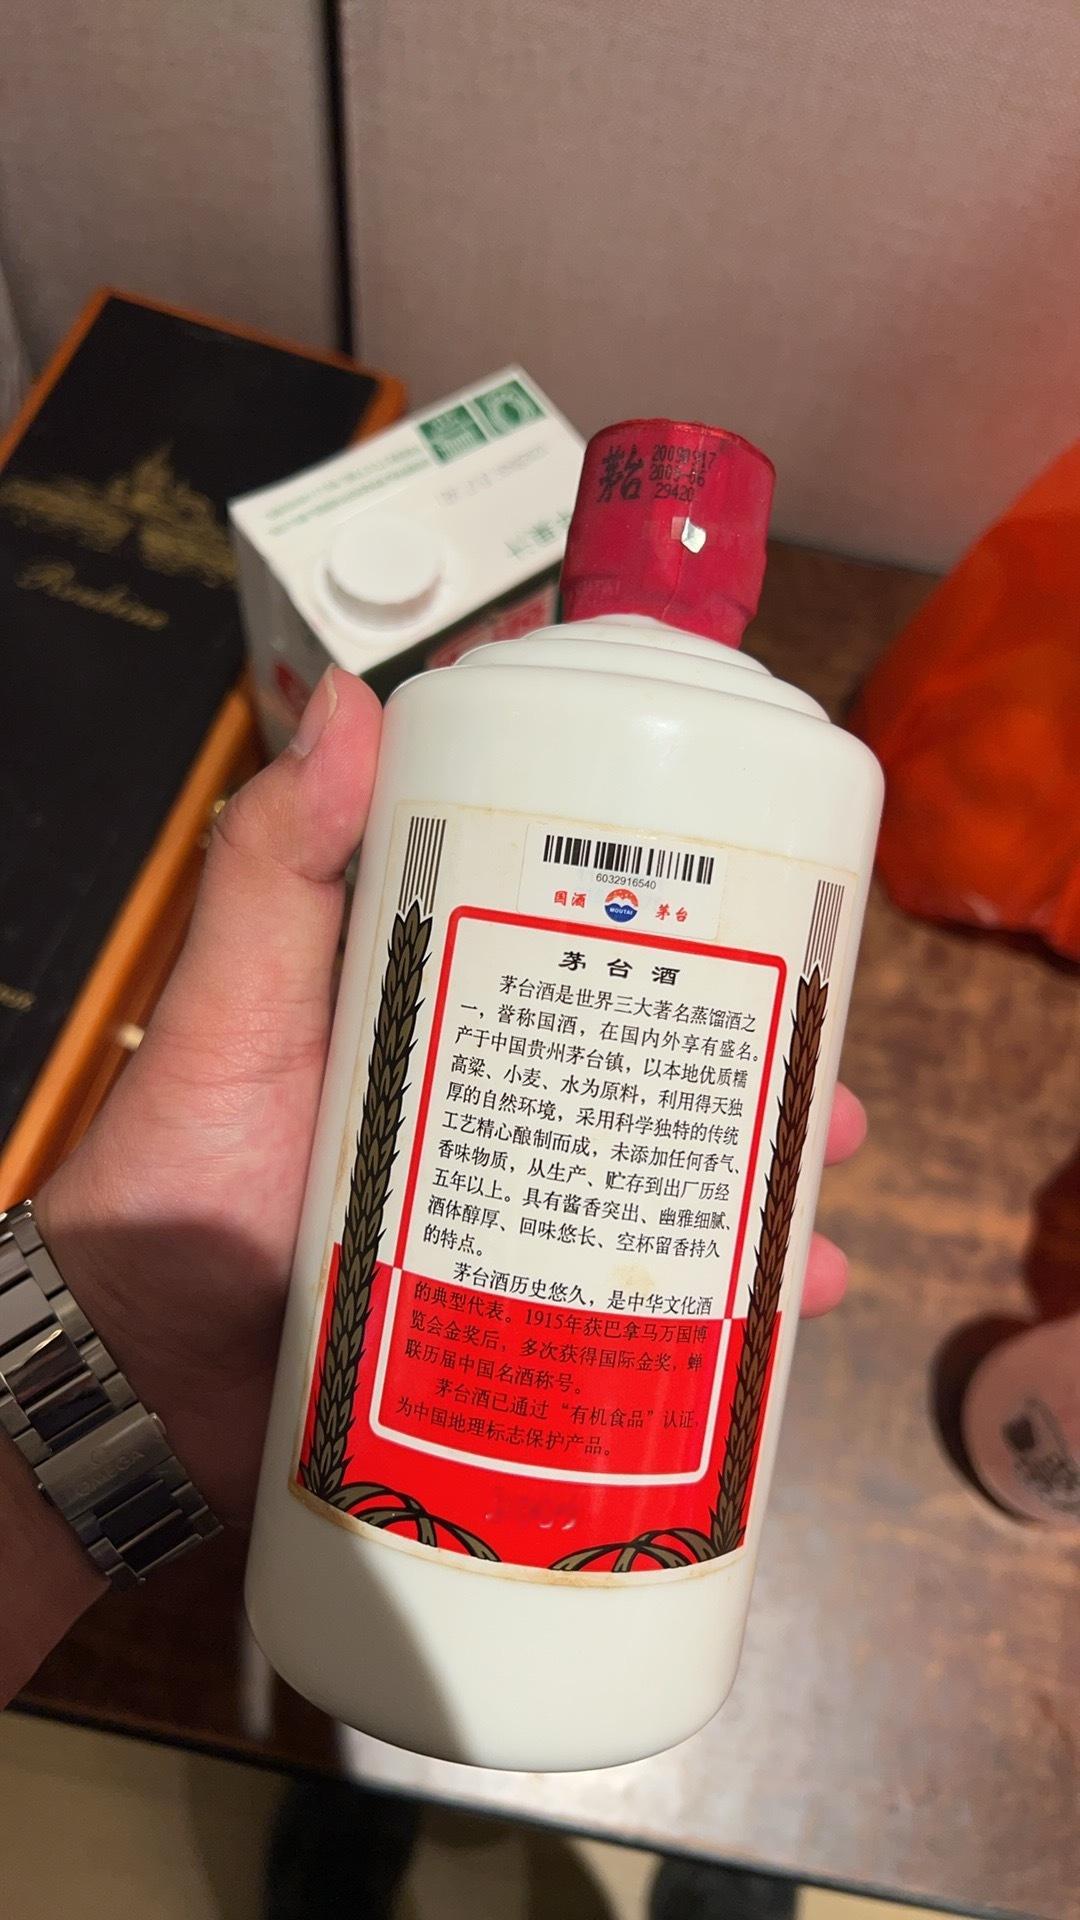 茅台
20090917
2008-06
29420
苹果汁
6032916540
国酒
MOUTAI
茅台
茅台酒
茅台酒是世界三大著名蒸馏酒之
一，誉称国酒，在国内外享有盛名。
产于中国贵州茅台镇，以本地优质糯
高粱、小麦、水为原料，利用得天独
厚的自然环境，采用科学独特的传统
工艺精心酿制而成，未添加任何香气、
香味物质，从生产、贮存到出厂历经
五年以上。具有酱香突出、幽雅细腻、
酒体醇厚、回味悠长、空杯留香持久
的特点。
茅台酒历史悠久，是中华文化酒
的典型代表。1915年获巴拿马万国博
览会金奖后，多次获得国际金奖，蝉
联历届中国名酒称号。
茅台酒已通过“有机食品”认证，
为中国地理标志保护产品。
OMEGA